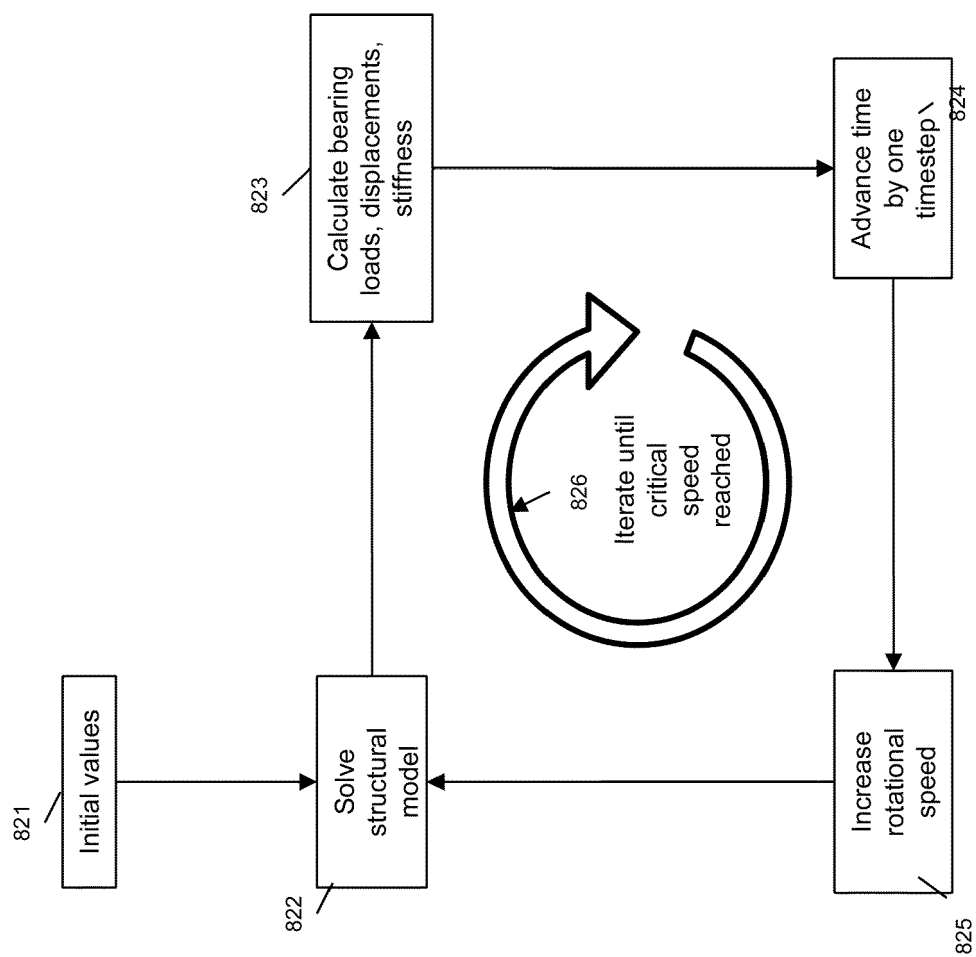 821
Initial values
822
Solve
structural
model
823
Calculate bearing
loads, displacements,
stiffness
824
Advance time
by one
timestep
825
Increase
rotational
speed
826
Iterate until
critical
speed
reached